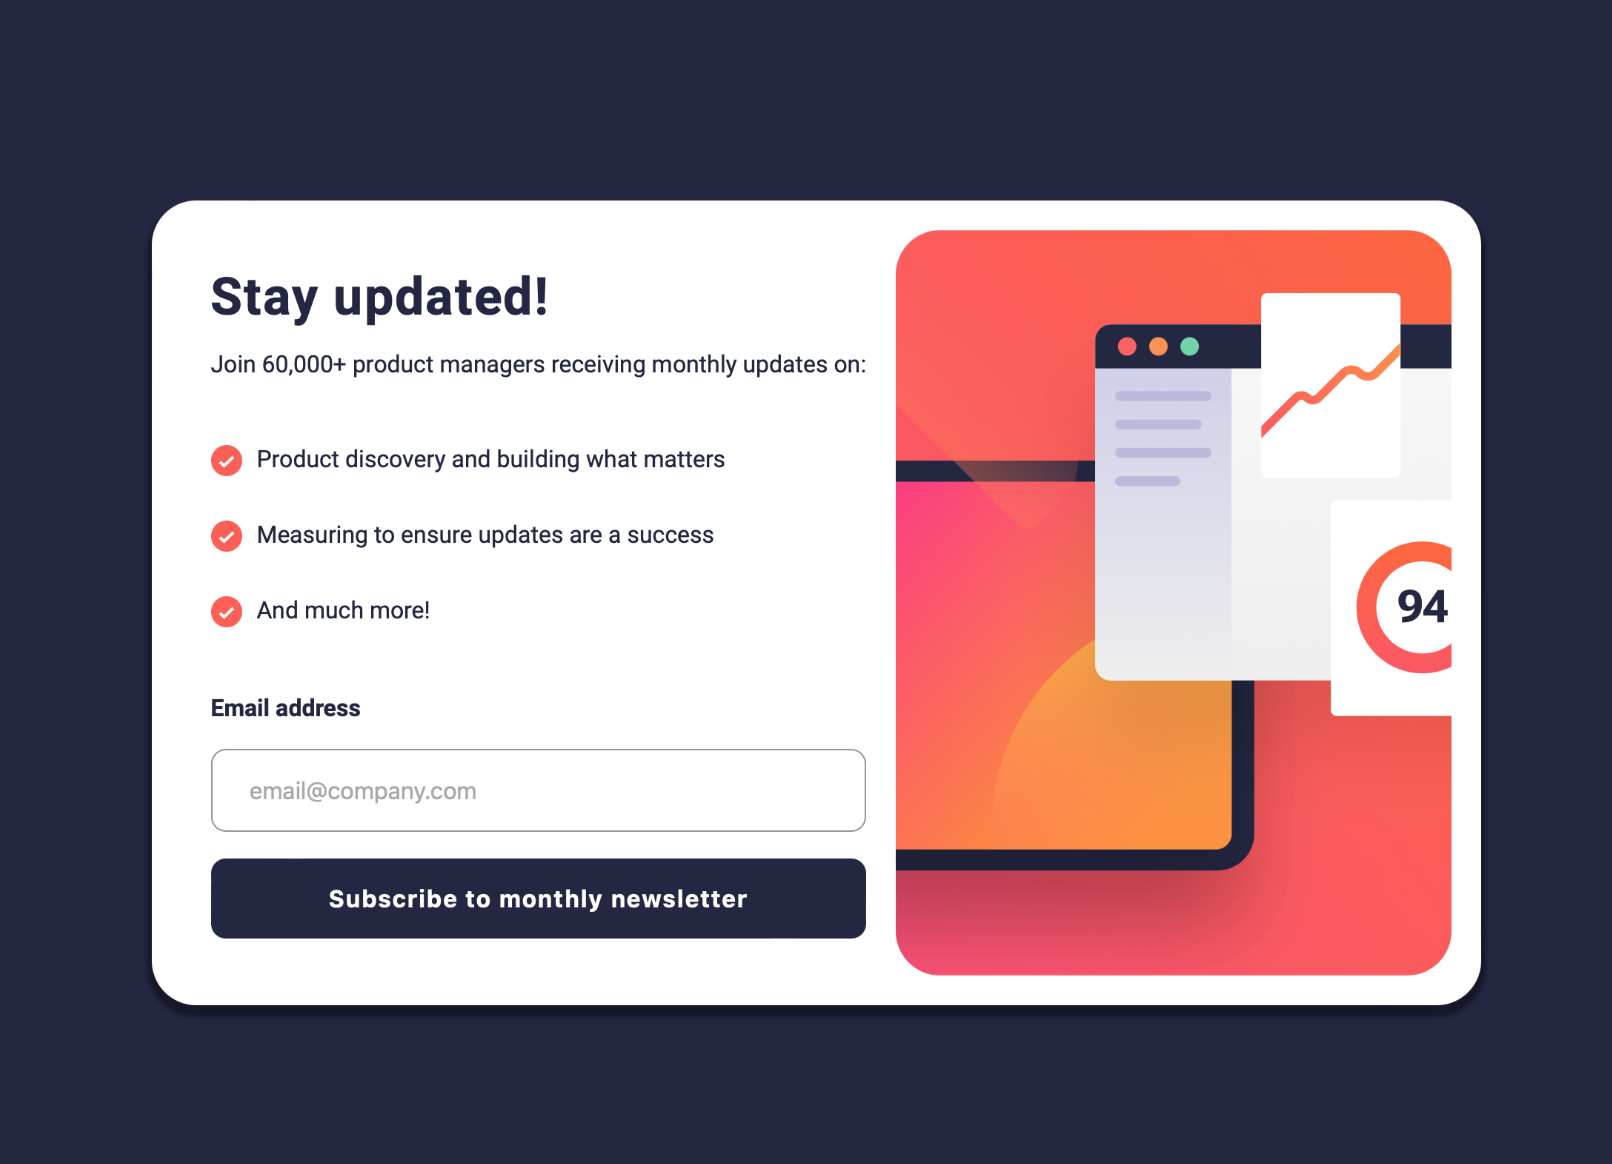 Stay updated!
Join 60,000+ product managers receiving monthly updates on:
Product discovery and building what matters
Measuring to ensure updates are a success
And much more!
Email address
email@company.com
Subscribe to monthly newsletter
94